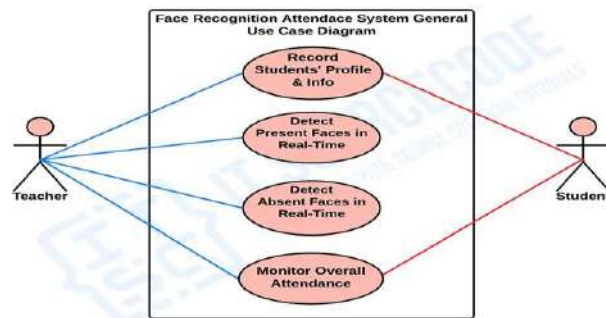 Face Recognition Attendace System General
Use Case Diagram
Record
Students' Profile
& Info
Detect
Present Faces in
Real-Time
Detect
Absent Faces in
Real-Time
Monitor Overall
Attendance
Teacher
Student